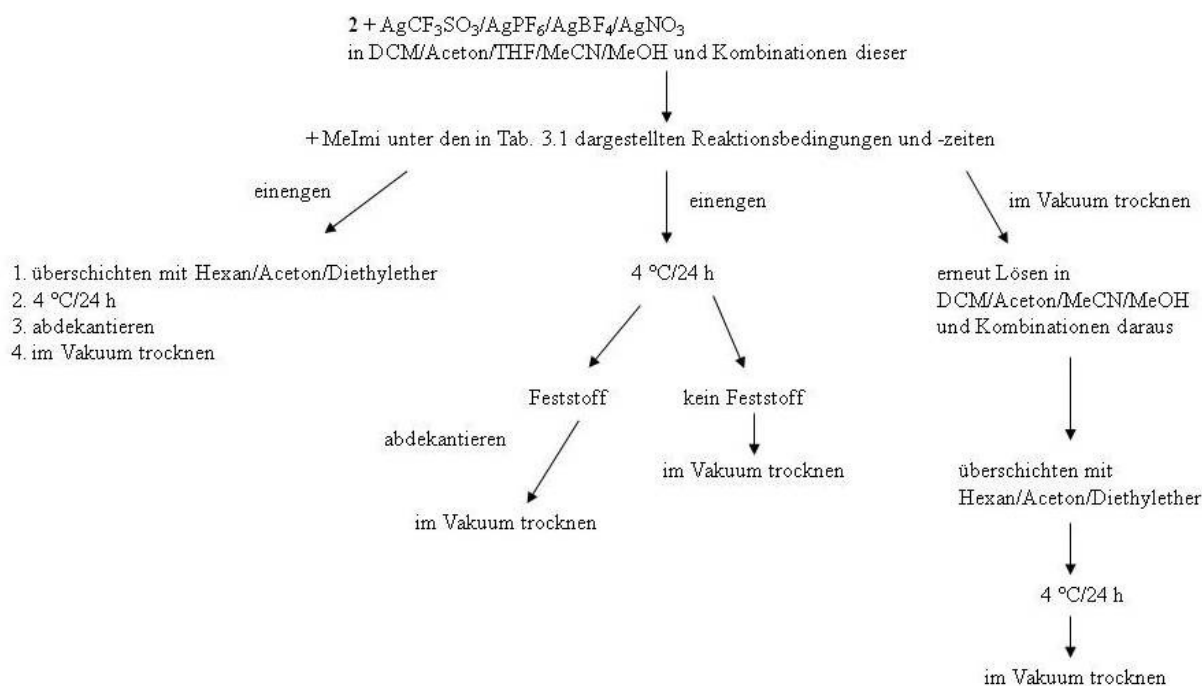 2 + AgCF₃SO₃/AgPF₆/AgBF₄/AgNO₃
in DCM/Aceton/THF/MeCN/MeOH und Kombinationen dieser
+ MeImi unter den in Tab. 3.1 dargestellten Reaktionsbedingungen und -zeiten
einengen
einengen
im Vakuum trocknen
1. überschichten mit Hexan/Aceton/Diethylether
2. 4 °C/24 h
3. abdekantieren
4. im Vakuum trocknen
4 °C/24 h
erneut Lösen in
DCM/Aceton/MeCN/MeOH
und Kombinationen daraus
Feststoff
kein Feststoff
abdekantieren
im Vakuum trocknen
im Vakuum trocknen
überschichten mit
Hexan/Aceton/Diethylether
4 °C/24 h
im Vakuum trocknen